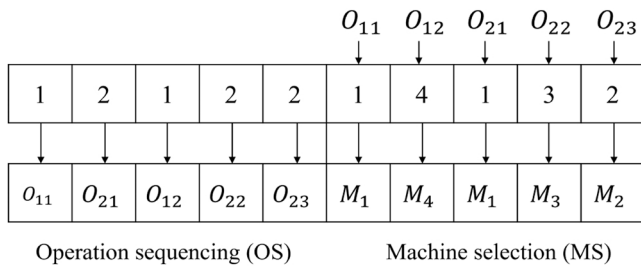 O₁₁ O₁₂ O₂₁ O₂₂ O₂₃
1 2 1 2 2 1 4 1 3 2
O₁₁ O₂₁ O₁₂ O₂₂ O₂₃ M₁ M₄ M₁ M₃ M₂
Operation sequencing (OS) Machine selection (MS)